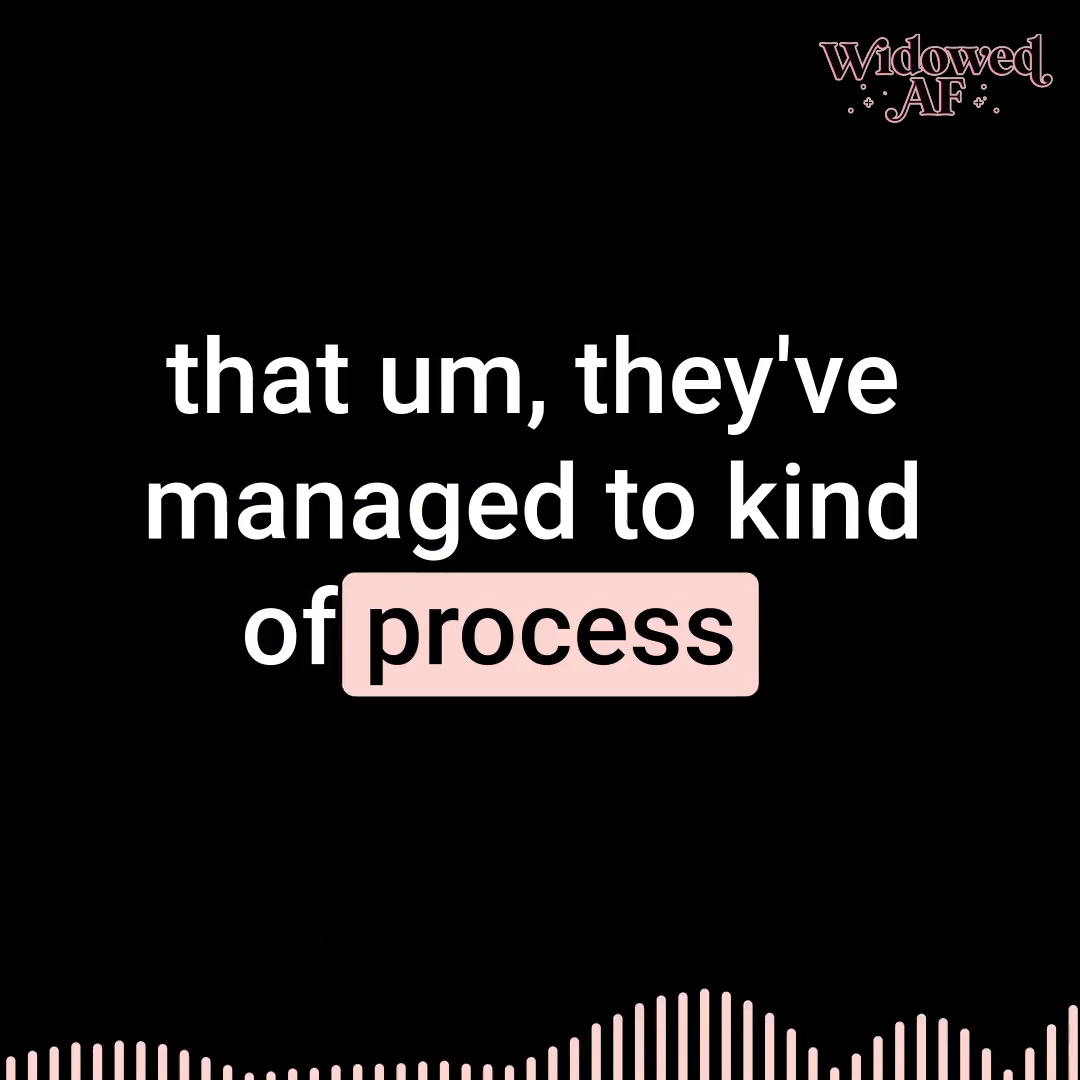 Widowed
AF
that um, they've
managed to kind
of process